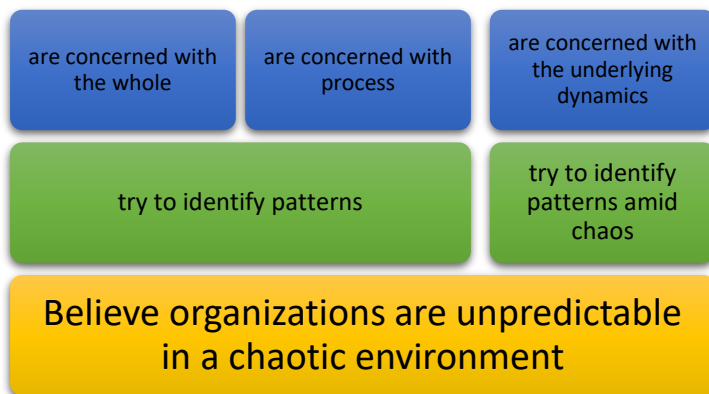 are concerned with
the whole
are concerned with
process
are concerned with
the underlying
dynamics
try to identify patterns
try to identify
patterns amid
chaos
Believe organizations are unpredictable
in a chaotic environment